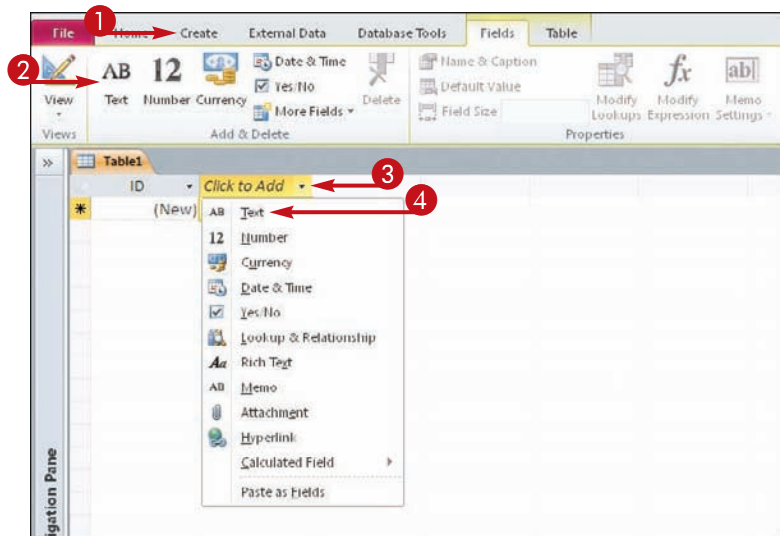 1
File Home Create External Data Database Tools Fields Table
2
View
Views
AB Text
12 Number
Currency
Date & Time
Yes/No
More Fields
Delete
Add & Delete
Name & Caption
Default Value
Field Size
Modify Lookups
fx Modify Expression
ab| Memo Settings
Properties
» Table1
ID Click to Add 3
* (New)
AB Text 4
12 Number
Currency
Date & Time
Yes/No
Lookup & Relationship
Aa Rich Text
AB Memo
Attachment
Hyperlink
Calculated Field
Paste as Fields
igation Pane